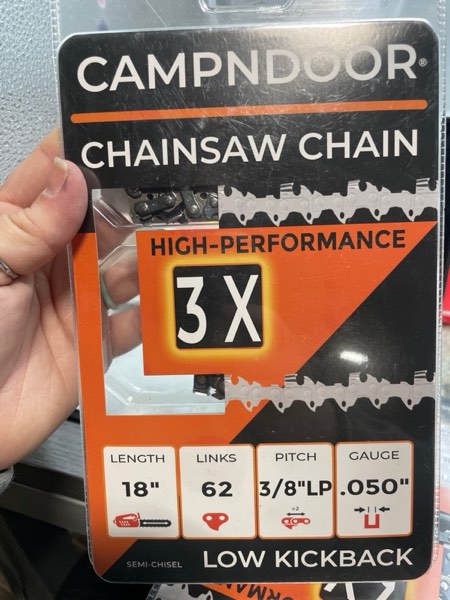 CAMPNDOOR®
CHAINSAW CHAIN
HIGH-PERFORMANCE
3X
LENGTH LINKS PITCH GAUGE
18" 62 3/8"LP .050"
÷2
SEMI-CHISEL LOW KICKBACK